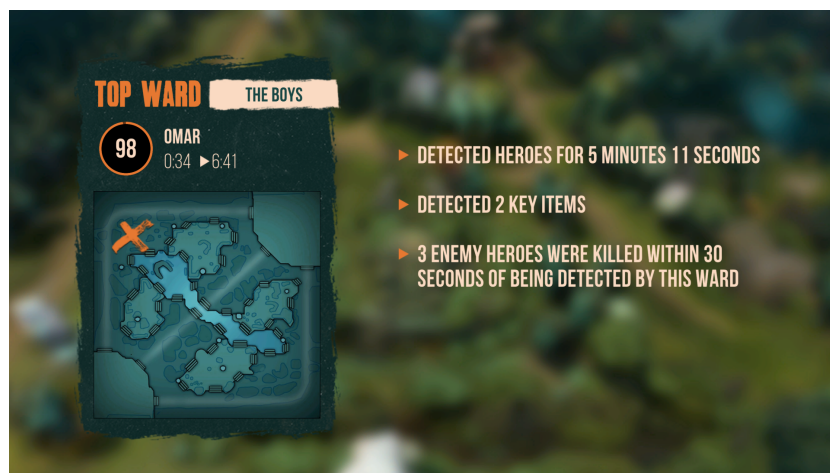 TOP WARD
THE BOYS
98
OMAR
0:34 ▶ 6:41
DETECTED HEROES FOR 5 MINUTES 11 SECONDS
DETECTED 2 KEY ITEMS
3 ENEMY HEROES WERE KILLED WITHIN 30
SECONDS OF BEING DETECTED BY THIS WARD